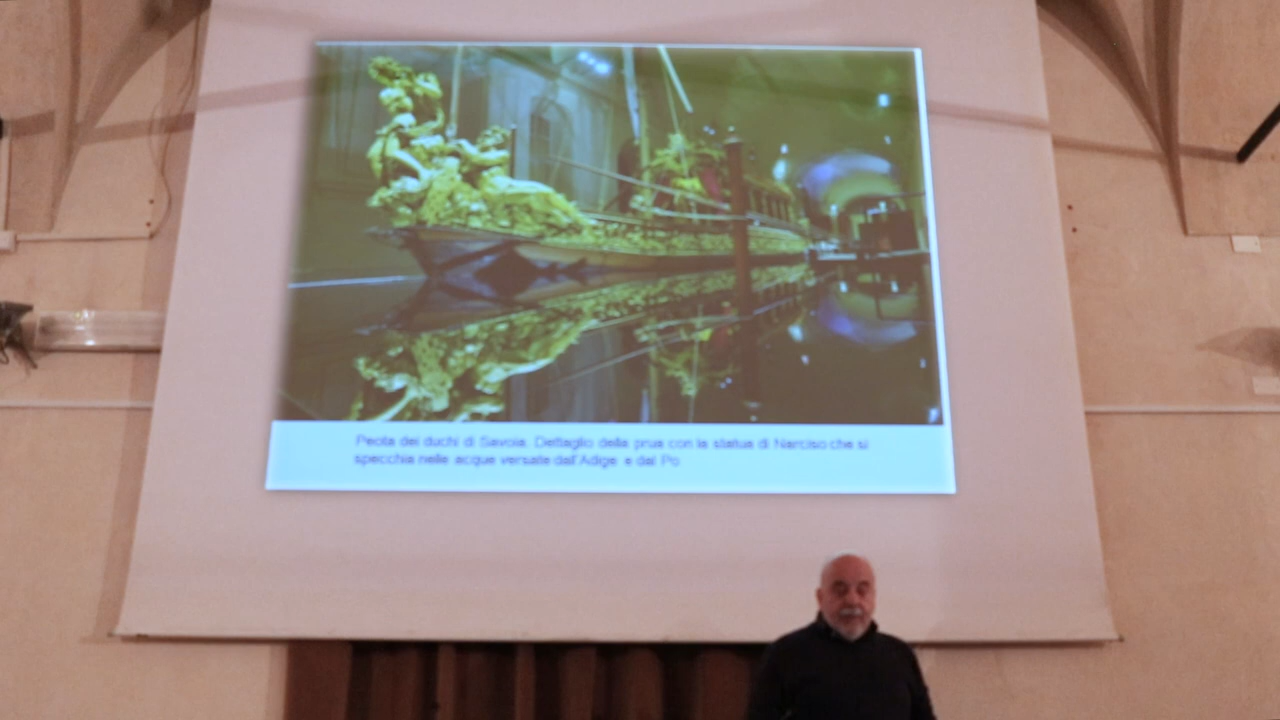 Peota dei duchi di Savoia. Dettaglio della prua con la statua di Narciso che si
specchia nelle acque versate dall'Adige e dal Po